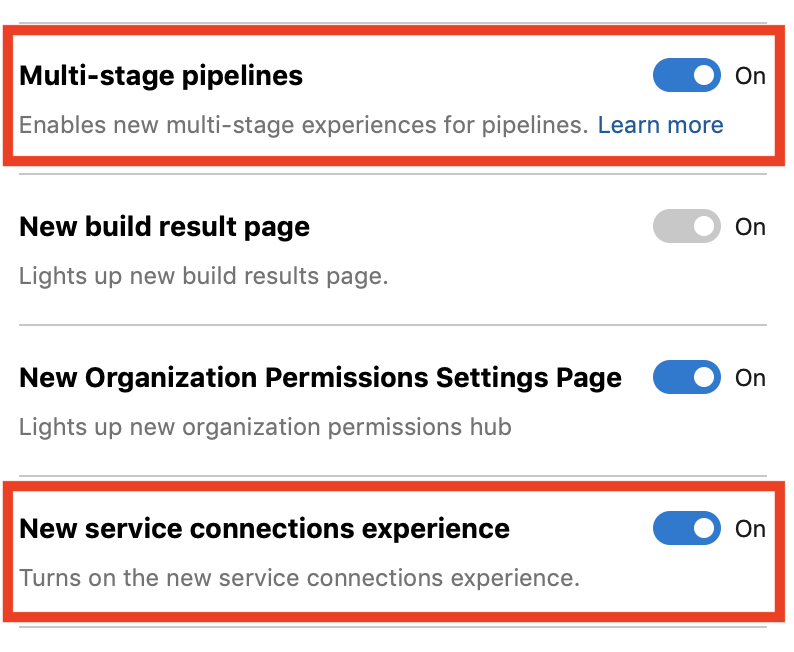 Multi-stage pipelines On
Enables new multi-stage experiences for pipelines. Learn more
New build result page On
Lights up new build results page.
New Organization Permissions Settings Page On
Lights up new organization permissions hub
New service connections experience On
Turns on the new service connections experience.